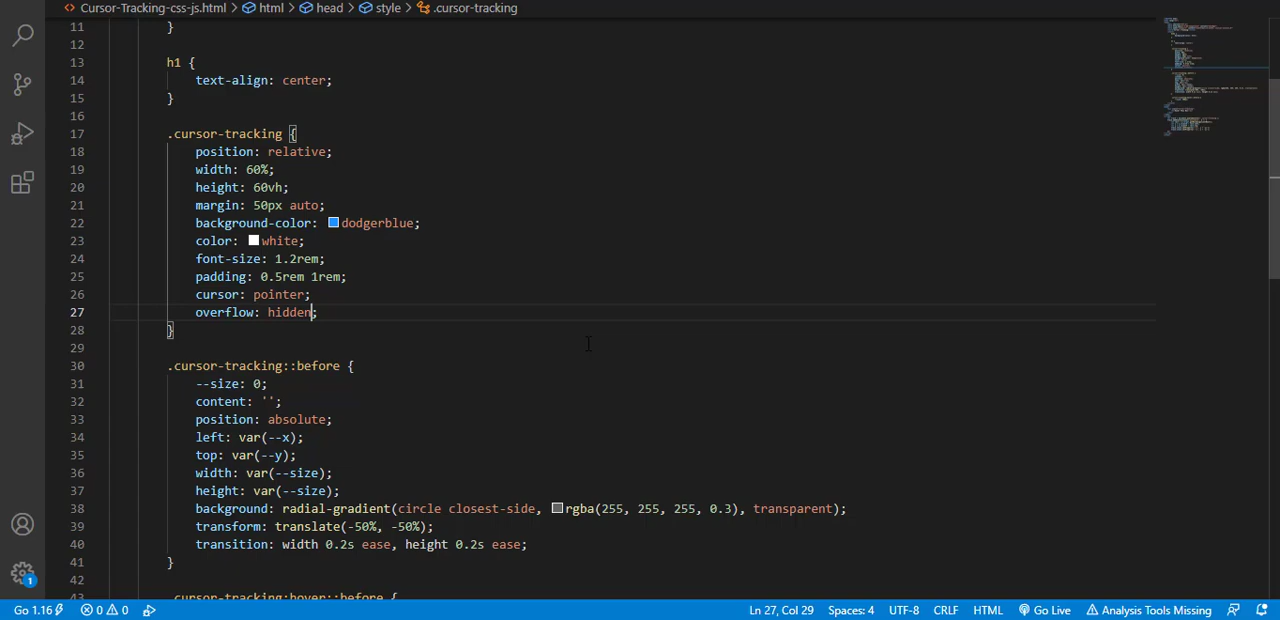 Cursor-Tracking-css-js.html > html > head > style > .cursor-tracking
11 }
12
13 h1 {
14 text-align: center;
15 }
16
17 .cursor-tracking {
18 position: relative;
19 width: 60%;
20 height: 60vh;
21 margin: 50px auto;
22 background-color: dodgerblue;
23 color: white;
24 font-size: 1.2rem;
25 padding: 0.5rem 1rem;
26 cursor: pointer;
27 overflow: hidden;
28 }
29
30 .cursor-tracking::before {
31 --size: 0;
32 content: '';
33 position: absolute;
34 left: var(--x);
35 top: var(--y);
36 width: var(--size);
37 height: var(--size);
38 background: radial-gradient(circle closest-side, rgba(255, 255, 255, 0.3), transparent);
39 transform: translate(-50%, -50%);
40 transition: width 0.2s ease, height 0.2s ease;
41 }
42
43 .cursor-tracking:hover::before {
1
Go 1.16 0 0 Ln 27, Col 29 Spaces: 4 UTF-8 CRLF HTML Go Live Analysis Tools Missing